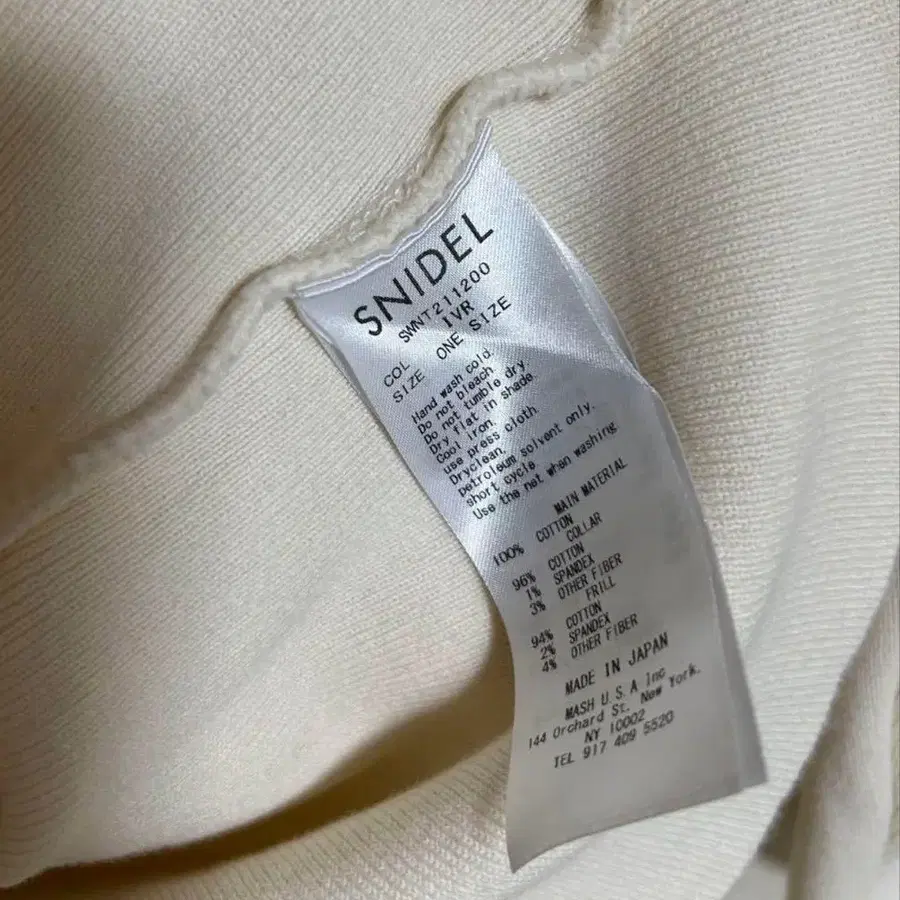 SNIDEL
SWNT211200
COL IVR
SIZE ONE SIZE
Hand wash cold.
Do not bleach.
Do not tumble dry
Dry flat in shade.
Cool iron.
use press cloth.
Dryclean,
petroleum solvent only.
short cycle
Use the net when washing.
MAIN MATERIAL
100% COTTON
COLLAR
96% COTTON
1% SPANDEX
3% OTHER FIBER
FRILL
94% COTTON
2% SPANDEX
4% OTHER FIBER
MADE IN JAPAN
MASH U.S.A Inc
144 Orchard St. New York.
NY 10002
TEL 917 409 5520